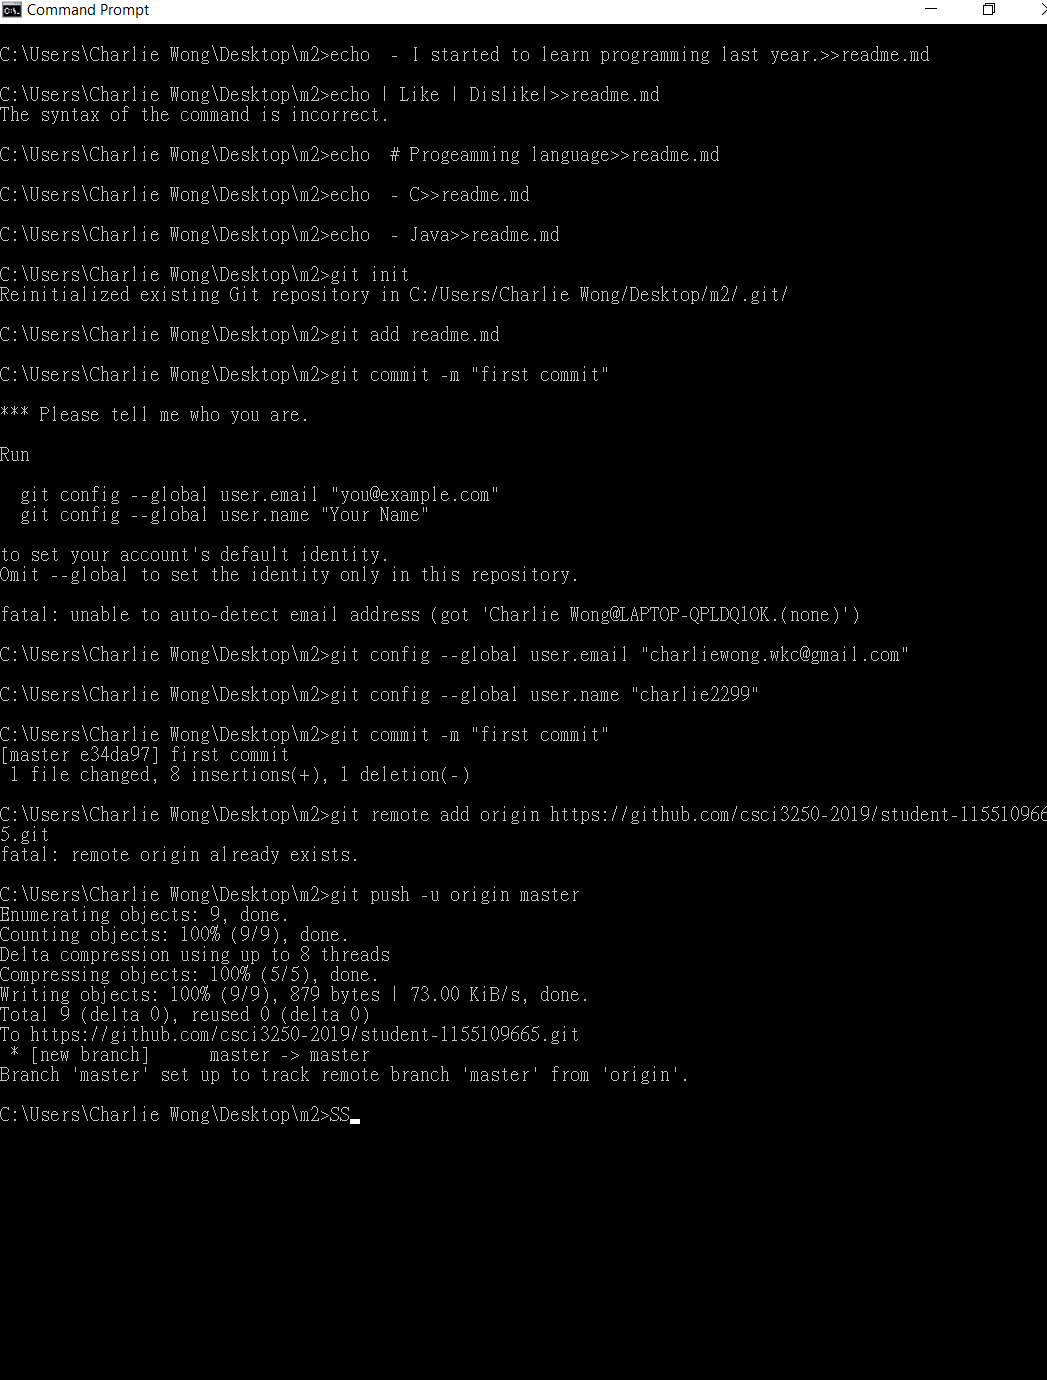 Command Prompt
C:\Users\Charlie Wong\Desktop\m2>echo  - I started to learn programming last year.>>readme.md
C:\Users\Charlie Wong\Desktop\m2>echo | Like | Dislike|>>readme.md
The syntax of the command is incorrect.
C:\Users\Charlie Wong\Desktop\m2>echo  # Progeamming language>>readme.md
C:\Users\Charlie Wong\Desktop\m2>echo  - C>>readme.md
C:\Users\Charlie Wong\Desktop\m2>echo  - Java>>readme.md
C:\Users\Charlie Wong\Desktop\m2>git init
Reinitialized existing Git repository in C:/Users/Charlie Wong/Desktop/m2/.git/
C:\Users\Charlie Wong\Desktop\m2>git add readme.md
C:\Users\Charlie Wong\Desktop\m2>git commit -m "first commit"
*** Please tell me who you are.
Run
  git config --global user.email "you@example.com"
  git config --global user.name "Your Name"
to set your account's default identity.
Omit --global to set the identity only in this repository.
fatal: unable to auto-detect email address (got 'Charlie Wong@LAPTOP-QPLDQlOK.(none)')
C:\Users\Charlie Wong\Desktop\m2>git config --global user.email "charliewong.wkc@gmail.com"
C:\Users\Charlie Wong\Desktop\m2>git config --global user.name "charlie2299"
C:\Users\Charlie Wong\Desktop\m2>git commit -m "first commit"
[master e34da97] first commit
 1 file changed, 8 insertions(+), 1 deletion(-)
C:\Users\Charlie Wong\Desktop\m2>git remote add origin https://github.com/csci3250-2019/student-115510966
5.git
fatal: remote origin already exists.
C:\Users\Charlie Wong\Desktop\m2>git push -u origin master
Enumerating objects: 9, done.
Counting objects: 100% (9/9), done.
Delta compression using up to 8 threads
Compressing objects: 100% (5/5), done.
Writing objects: 100% (9/9), 879 bytes | 73.00 KiB/s, done.
Total 9 (delta 0), reused 0 (delta 0)
To https://github.com/csci3250-2019/student-1155109665.git
 * [new branch]      master -> master
Branch 'master' set up to track remote branch 'master' from 'origin'.
C:\Users\Charlie Wong\Desktop\m2>SS